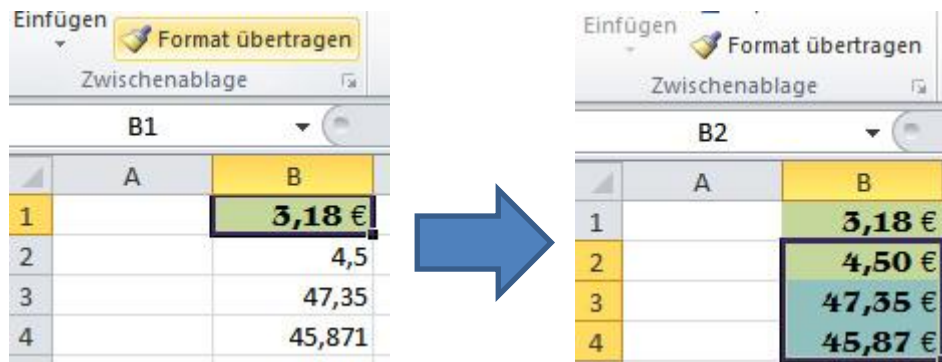 Einfügen
Format übertragen
Zwischenablage
B1
A B
1 3,18 €
2 4,5
3 47,35
4 45,871
Einfügen
Format übertragen
Zwischenablage
B2
A B
1 3,18 €
2 4,50 €
3 47,35 €
4 45,87 €